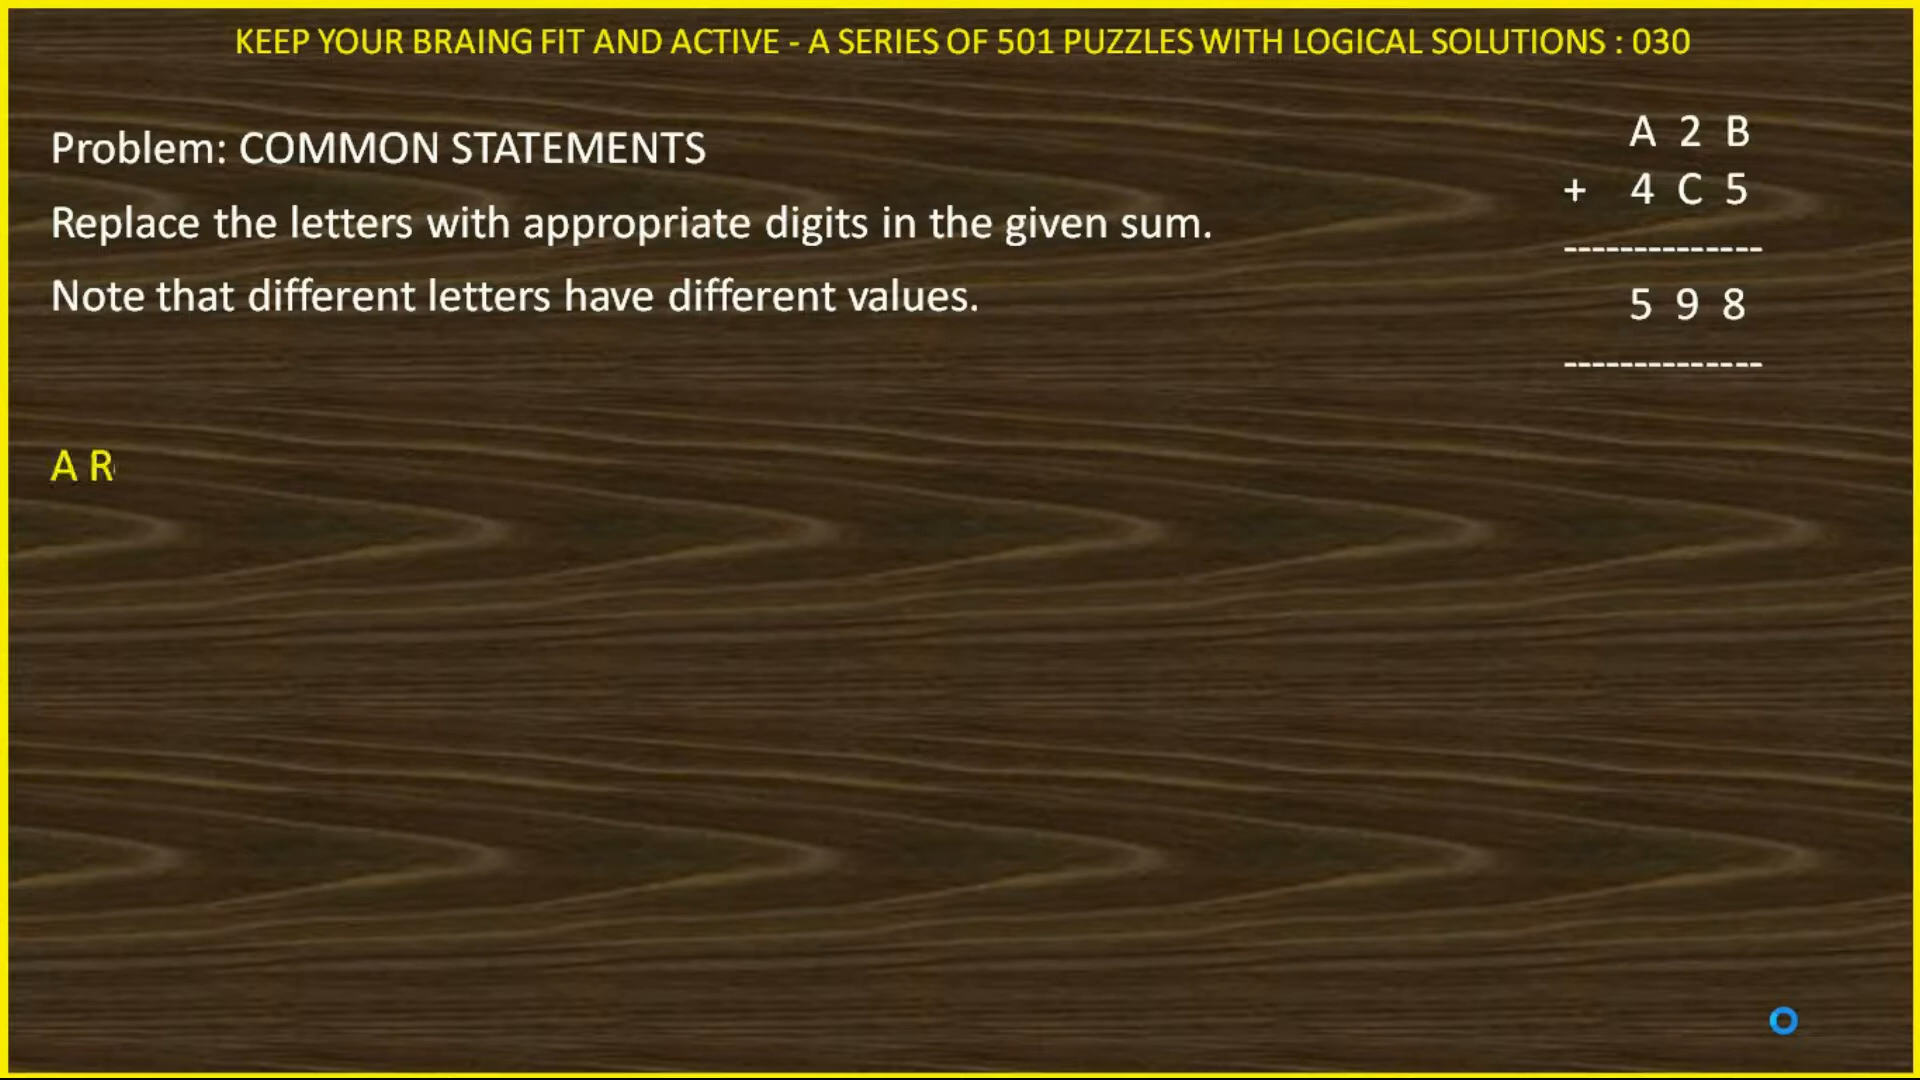 KEEP YOUR BRAING FIT AND ACTIVE - A SERIES OF 501 PUZZLES WITH LOGICAL SOLUTIONS : 030
Problem: COMMON STATEMENTS
Replace the letters with appropriate digits in the given sum.
Note that different letters have different values.
A 2 B
+ 4 C 5
--------------
5 9 8
--------------
A R